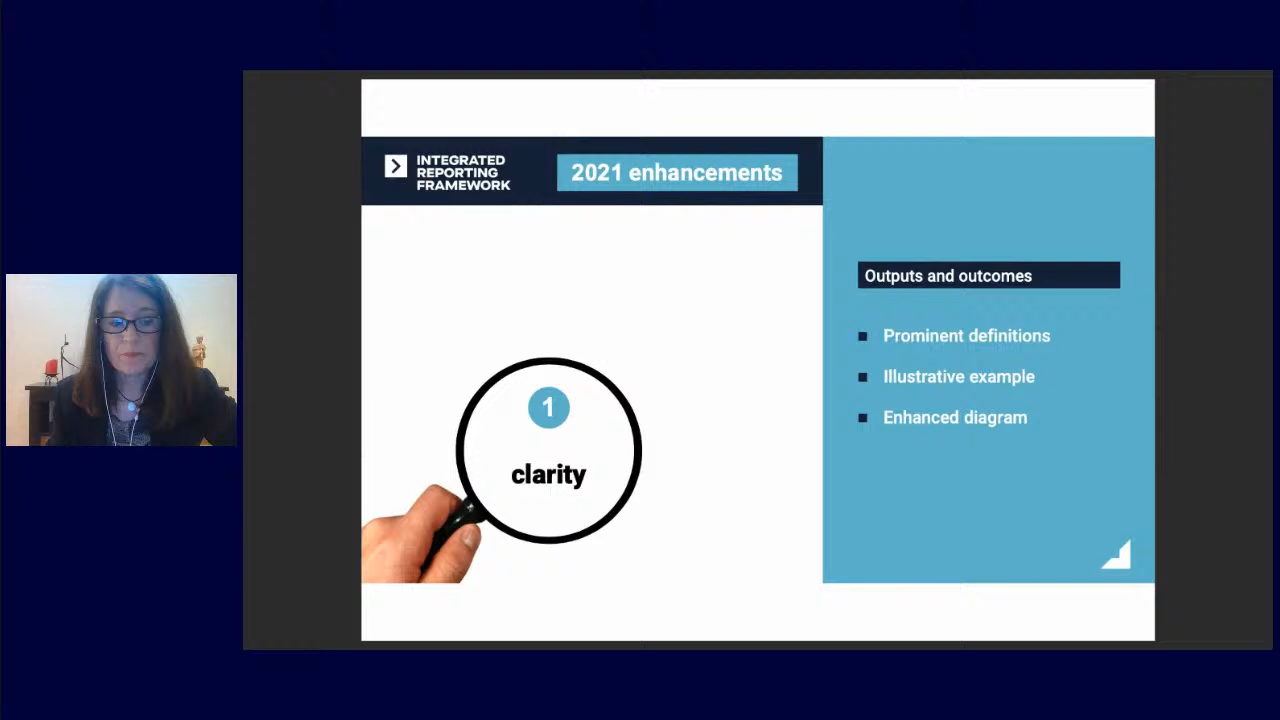 INTEGRATED
REPORTING
FRAMEWORK
2021 enhancements
1
clarity
Outputs and outcomes
Prominent definitions
Illustrative example
Enhanced diagram